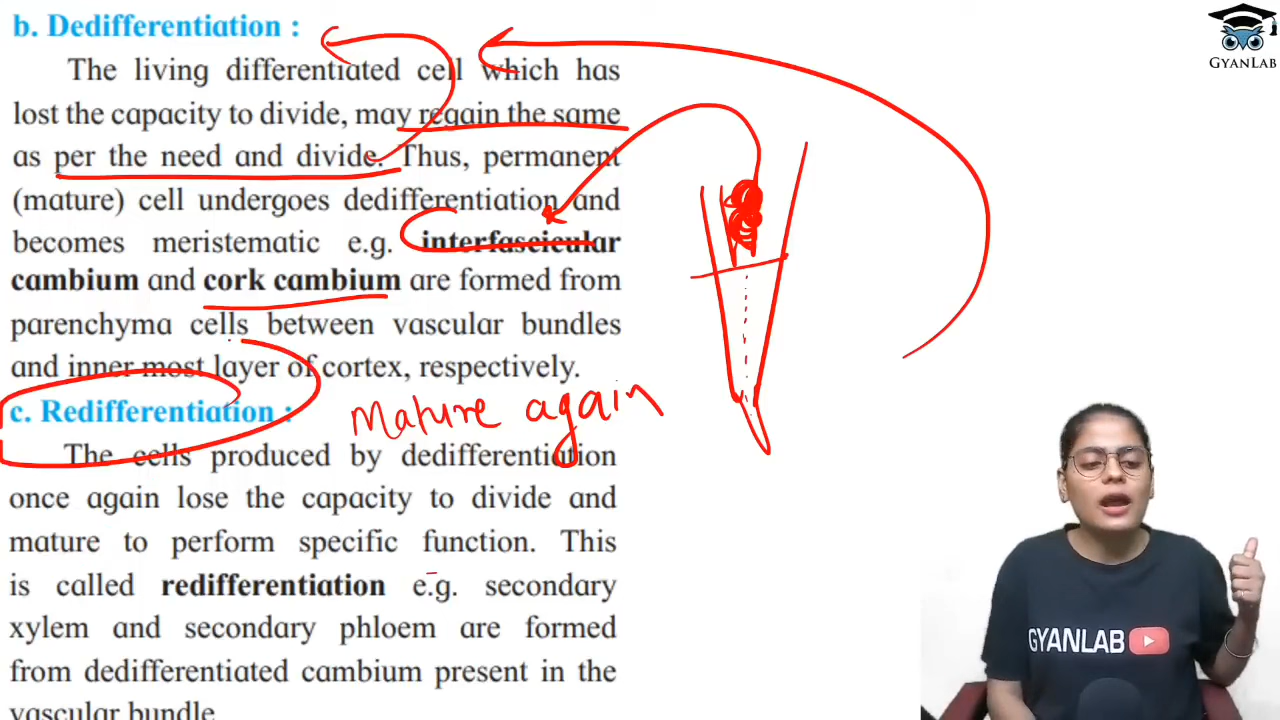 b. Dedifferentiation :
The living differentiated cell which has
lost the capacity to divide, may regain the same
as per the need and divide. Thus, permanent
(mature) cell undergoes dedifferentiation and
becomes meristematic e.g. interfascicular
cambium and cork cambium are formed from
parenchyma cells between vascular bundles
and inner most layer of cortex, respectively.
c. Redifferentiation :
Mature again
The cells produced by dedifferentiation
once again lose the capacity to divide and
mature to perform specific function. This
is called redifferentiation e.g. secondary
xylem and secondary phloem are formed
from dedifferentiated cambium present in the
vascular bundle.
GYANLAB
GYANLAB